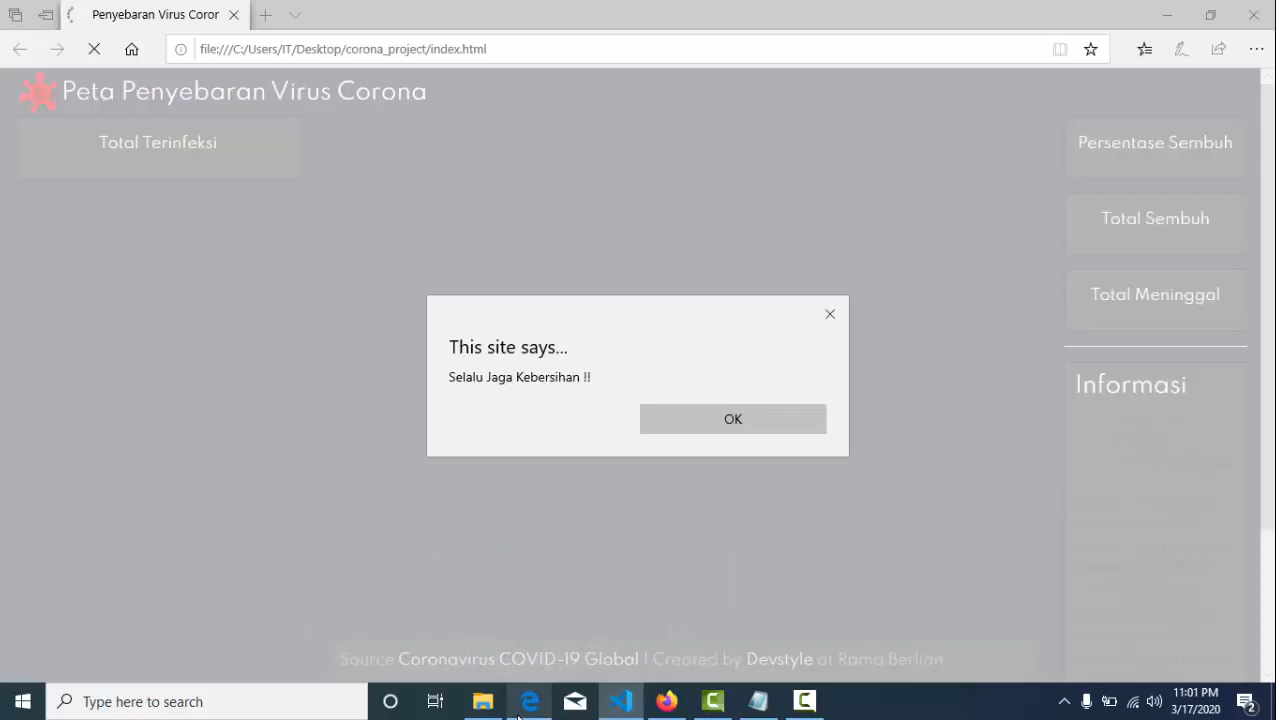 Penyebaran Virus Coror
file:///C:/Users/IT/Desktop/corona_project/index.html
Peta Penyebaran Virus Corona
Total Terinfeksi
Persentase Sembuh
Total Sembuh
Total Meninggal
This site says...
Selalu Jaga Kebersihan !!
OK
Informasi
Source Coronavirus COVID-19 Global | Created by Devstyle at Rama Berlian
Type here to search
11:01 PM
3/17/2020
2